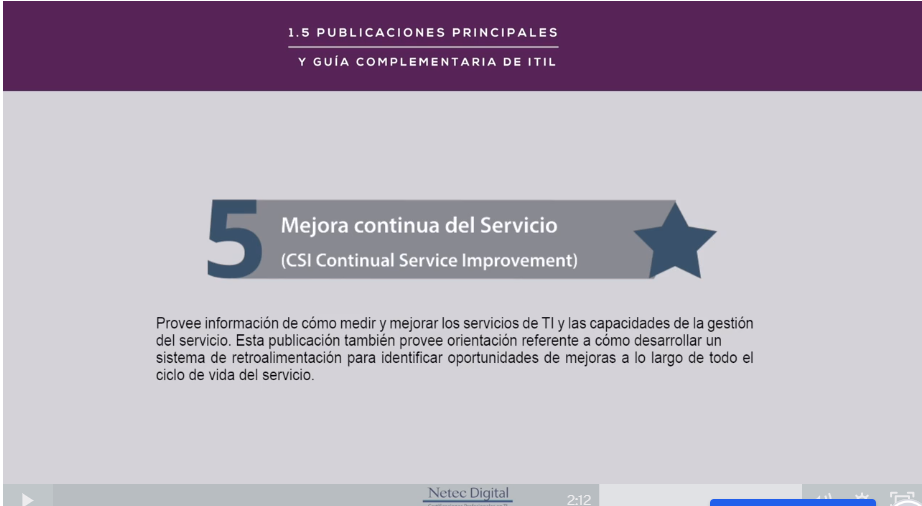 1.5 PUBLICACIONES PRINCIPALES
Y GUÍA COMPLEMENTARIA DE ITIL
5
Mejora continua del Servicio
(CSI Continual Service Improvement)
Provee información de cómo medir y mejorar los servicios de TI y las capacidades de la gestión
del servicio. Esta publicación también provee orientación referente a cómo desarrollar un
sistema de retroalimentación para identificar oportunidades de mejoras a lo largo de todo el
ciclo de vida del servicio.
Netec Digital
2:12